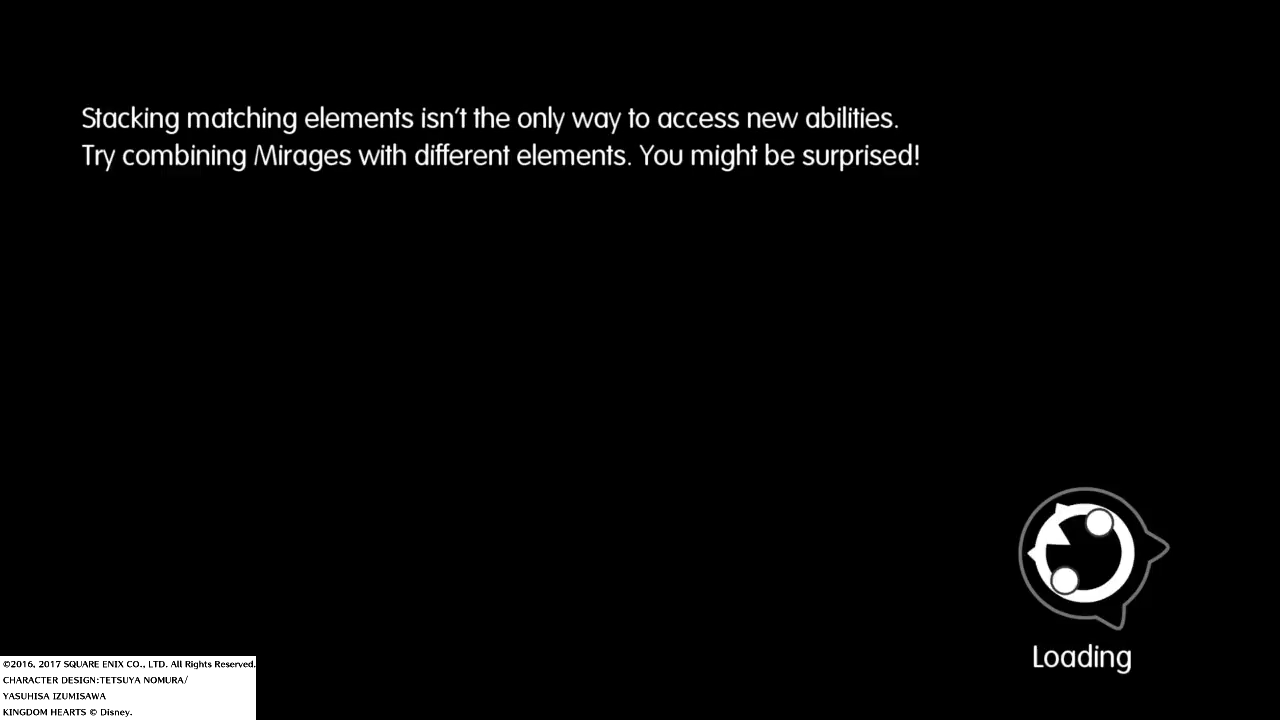 Stacking matching elements isn't the only way to access new abilities.
Try combining Mirages with different elements. You might be surprised!
Loading
©2016, 2017 SQUARE ENIX CO., LTD. All Rights Reserved.
CHARACTER DESIGN:TETSUYA NOMURA/
YASUHISA IZUMISAWA
KINGDOM HEARTS © Disney.